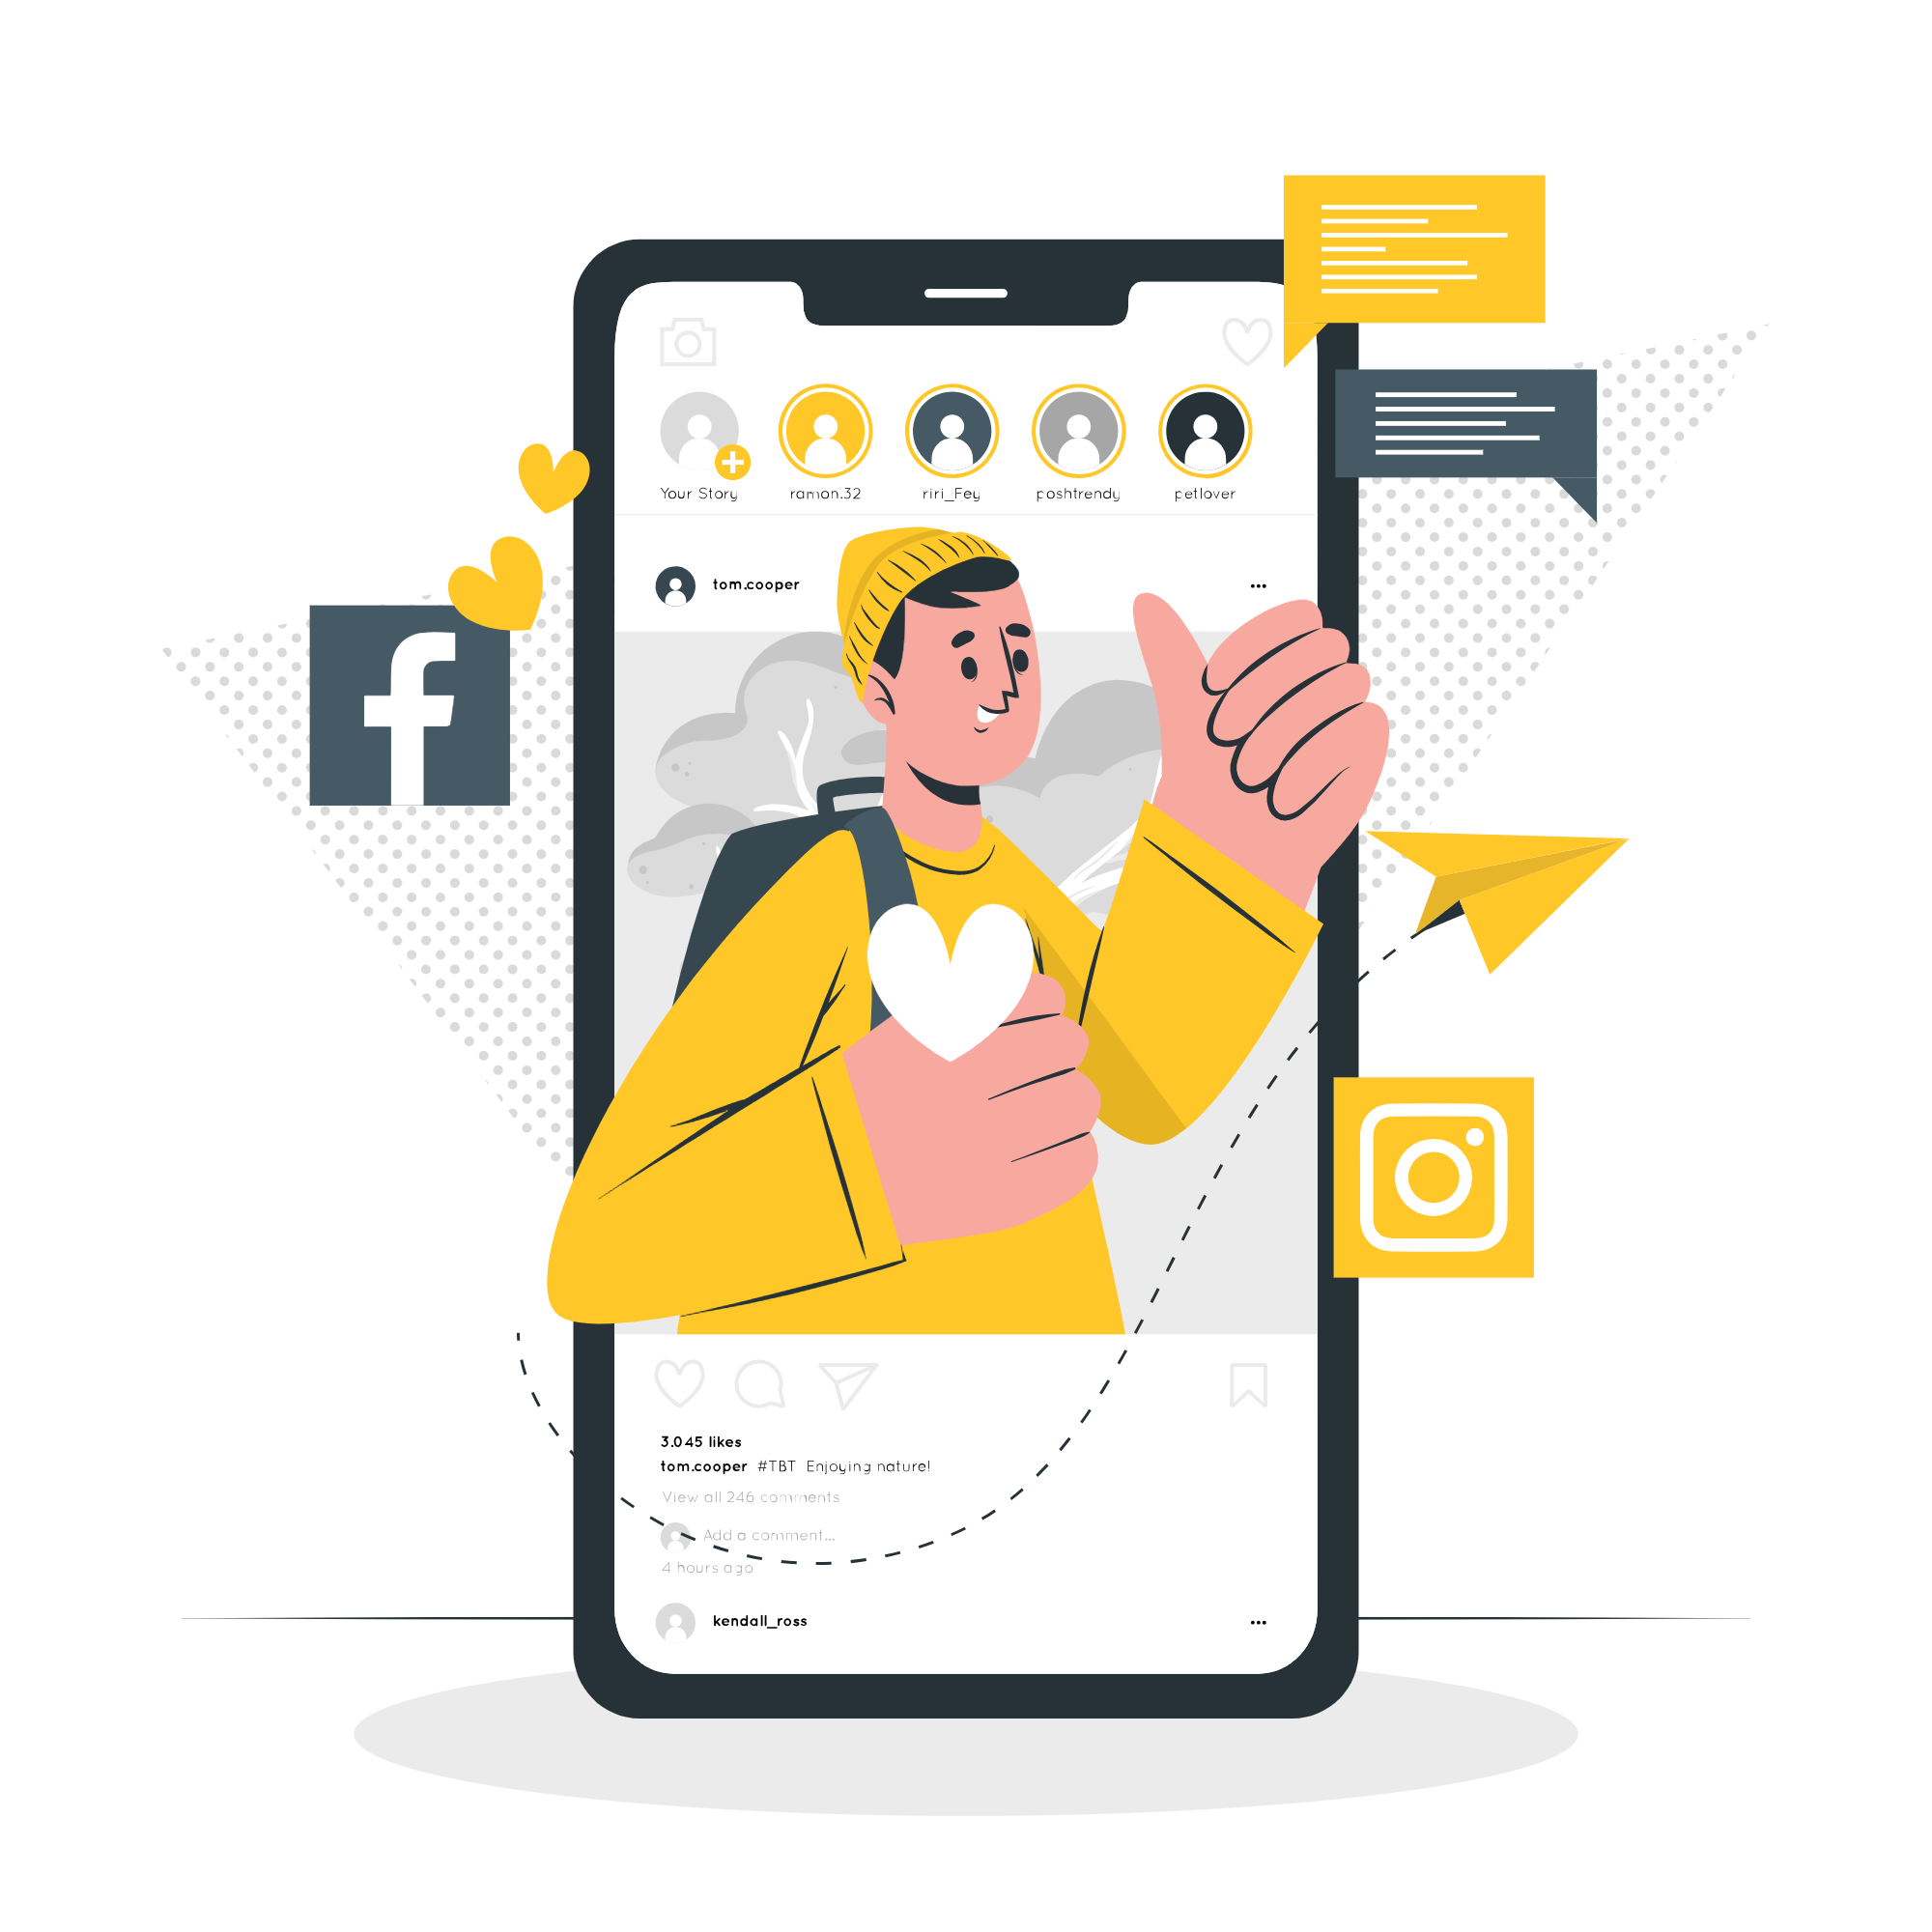 Your Story
ramon.32
riri_Fey
poshtrendy
petlover
tom.cooper
3.045 likes
tom.cooper #TBT Enjoying nature!
View all 246 comments
Add a comment...
4 hours ago
kendall_ross